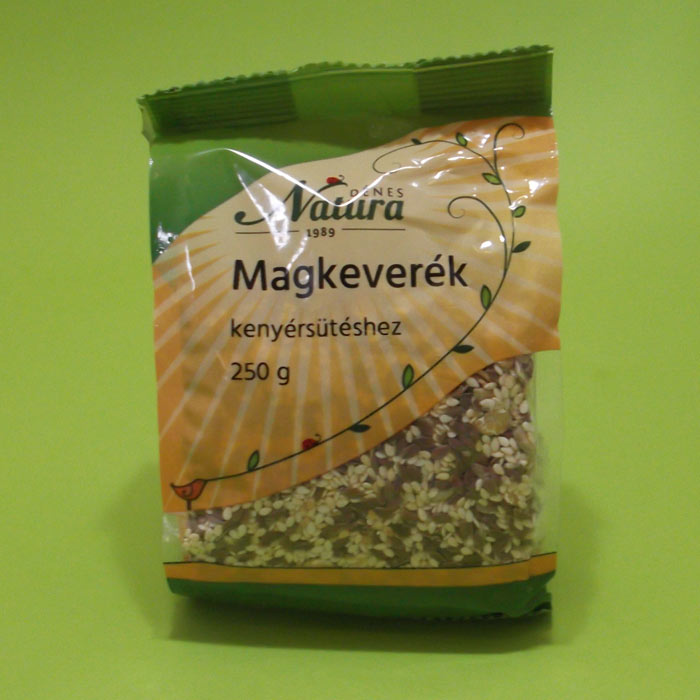 DÉNES
Natura
1989
Magkeverék
kenyérsütéshez
250 g